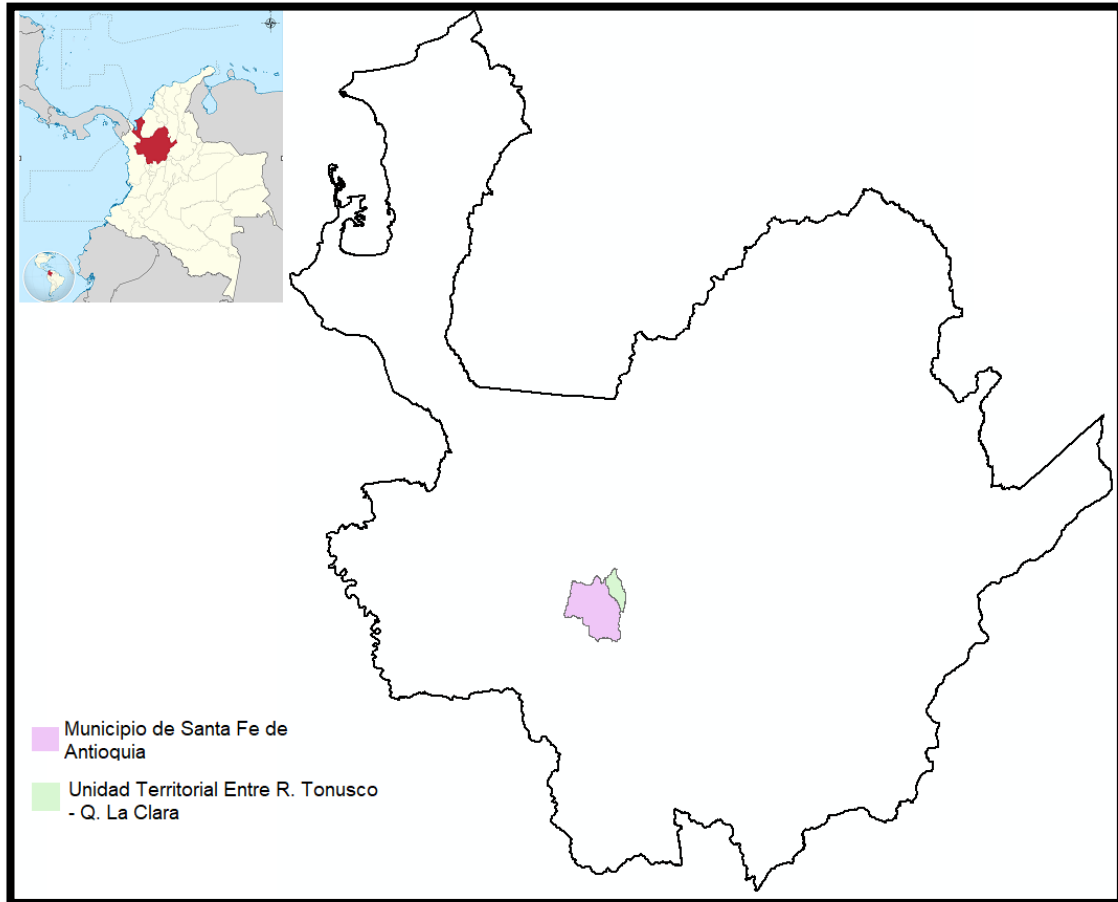 Municipio de Santa Fe de
Antioquia
Unidad Territorial Entre R. Tonusco
- Q. La Clara